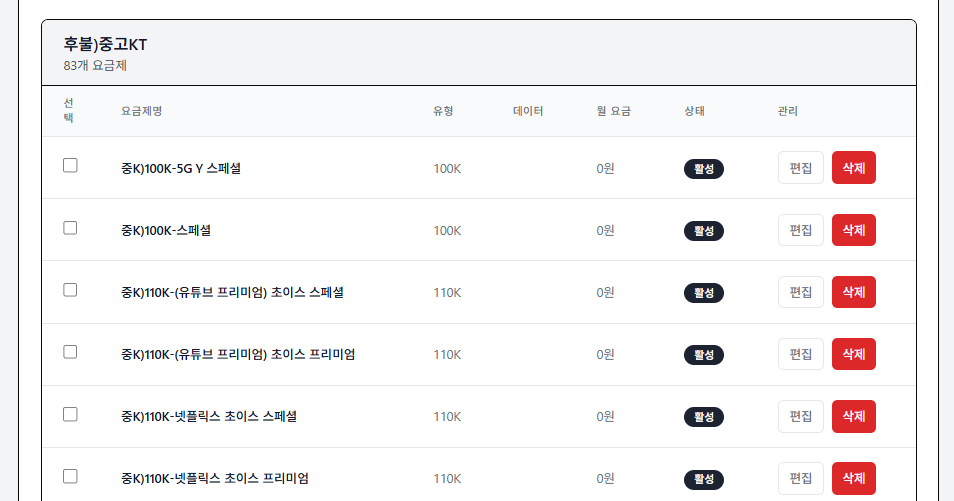 후불)중고KT
83개 요금제
선택 요금제명 유형 데이터 월 요금 상태 관리
중K)100K-5G Y 스페셜 100K 0원 활성 편집 삭제
중K)100K-스페셜 100K 0원 활성 편집 삭제
중K)110K-(유튜브 프리미엄) 초이스 스페셜 110K 0원 활성 편집 삭제
중K)110K-(유튜브 프리미엄) 초이스 프리미엄 110K 0원 활성 편집 삭제
중K)110K-넷플릭스 초이스 스페셜 110K 0원 활성 편집 삭제
중K)110K-넷플릭스 초이스 프리미엄 110K 0원 활성 편집 삭제